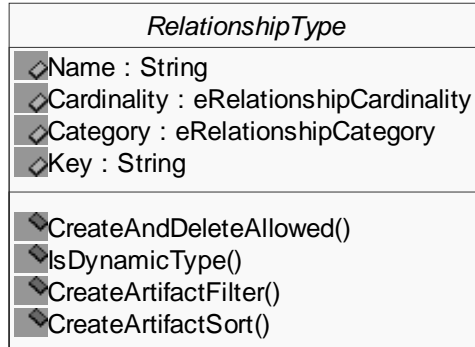 RelationshipType
Name : String
Cardinality : eRelationshipCardinality
Category : eRelationshipCategory
Key : String
CreateAndDeleteAllowed()
IsDynamicType()
CreateArtifactFilter()
CreateArtifactSort()